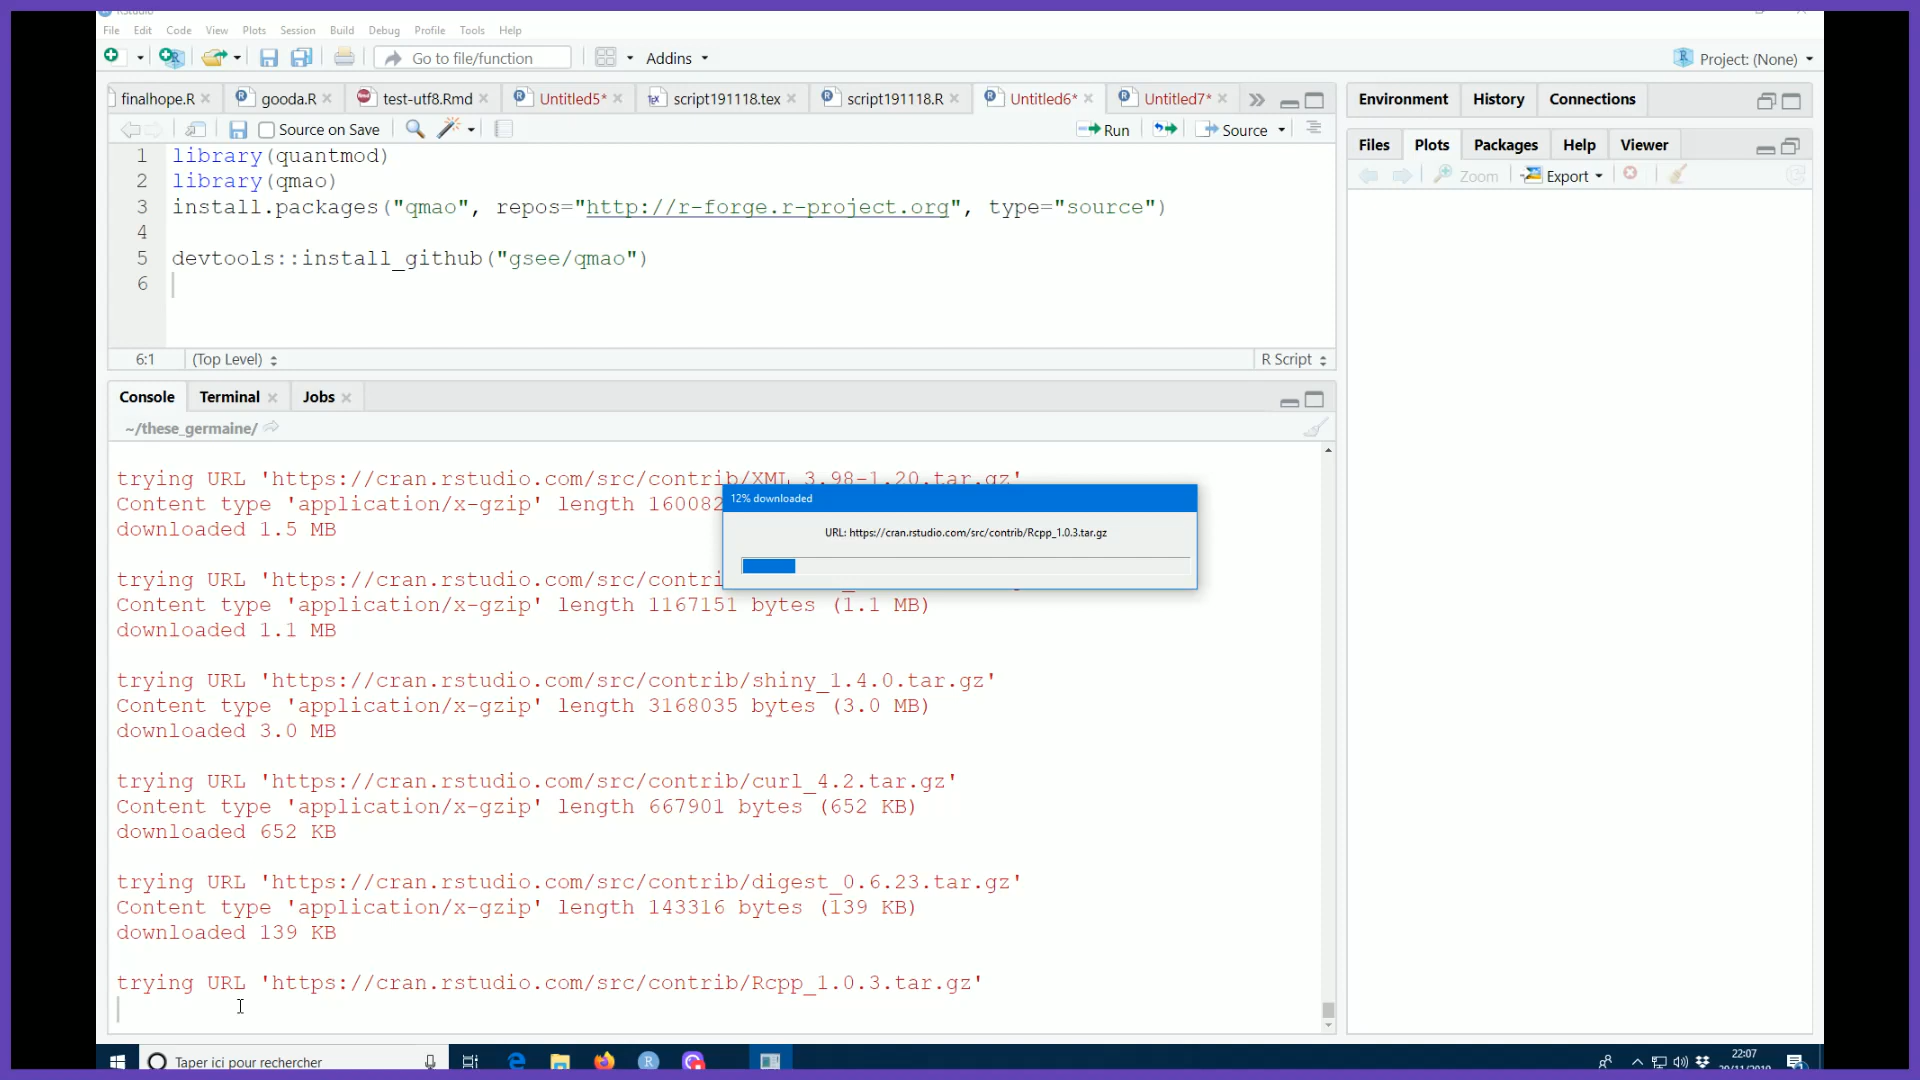 RStudio
File Edit Code View Plots Session Build Debug Profile Tools Help
Go to file/function Addins Project: (None)
finalhope.R gooda.R test-utf8.Rmd Untitled5* script191118.tex script191118.R Untitled6* Untitled7*
Source on Save Run Source
1 library(quantmod)
2 library(qmao)
3 install.packages("qmao", repos="http://r-forge.r-project.org", type="source")
4
5 devtools::install_github("gsee/qmao")
6
6:1 (Top Level) R Script
Environment History Connections
Files Plots Packages Help Viewer
Zoom Export
Console Terminal Jobs
~/these_germaine/
trying URL 'https://cran.rstudio.com/src/contrib/XML_3.98-1.20.tar.gz'
Content type 'application/x-gzip' length 160082
downloaded 1.5 MB
trying URL 'https://cran.rstudio.com/src/contri
Content type 'application/x-gzip' length 1167151 bytes (1.1 MB)
downloaded 1.1 MB
trying URL 'https://cran.rstudio.com/src/contrib/shiny_1.4.0.tar.gz'
Content type 'application/x-gzip' length 3168035 bytes (3.0 MB)
downloaded 3.0 MB
trying URL 'https://cran.rstudio.com/src/contrib/curl_4.2.tar.gz'
Content type 'application/x-gzip' length 667901 bytes (652 KB)
downloaded 652 KB
trying URL 'https://cran.rstudio.com/src/contrib/digest_0.6.23.tar.gz'
Content type 'application/x-gzip' length 143316 bytes (139 KB)
downloaded 139 KB
trying URL 'https://cran.rstudio.com/src/contrib/Rcpp_1.0.3.tar.gz'
12% downloaded
URL: https://cran.rstudio.com/src/contrib/Rcpp_1.0.3.tar.gz
Taper ici pour rechercher
22:07